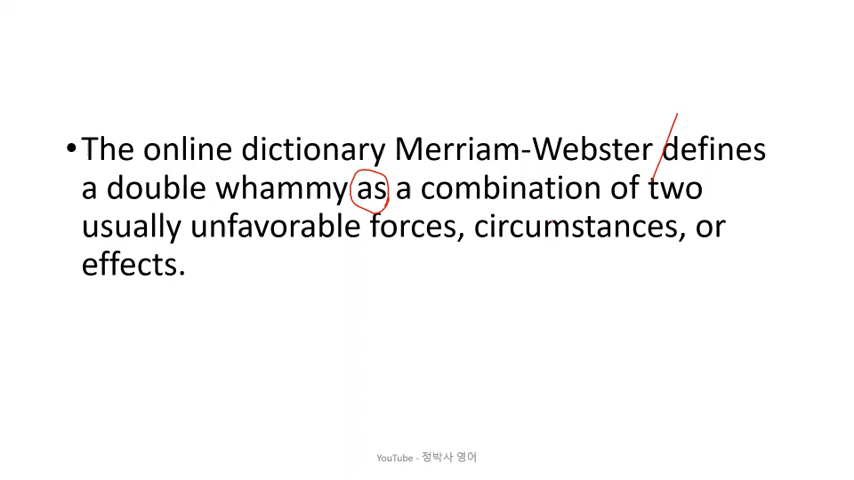 •The online dictionary Merriam-Webster defines
a double whammy as a combination of two
usually unfavorable forces, circumstances, or
effects.
YouTube - 정박사 영어